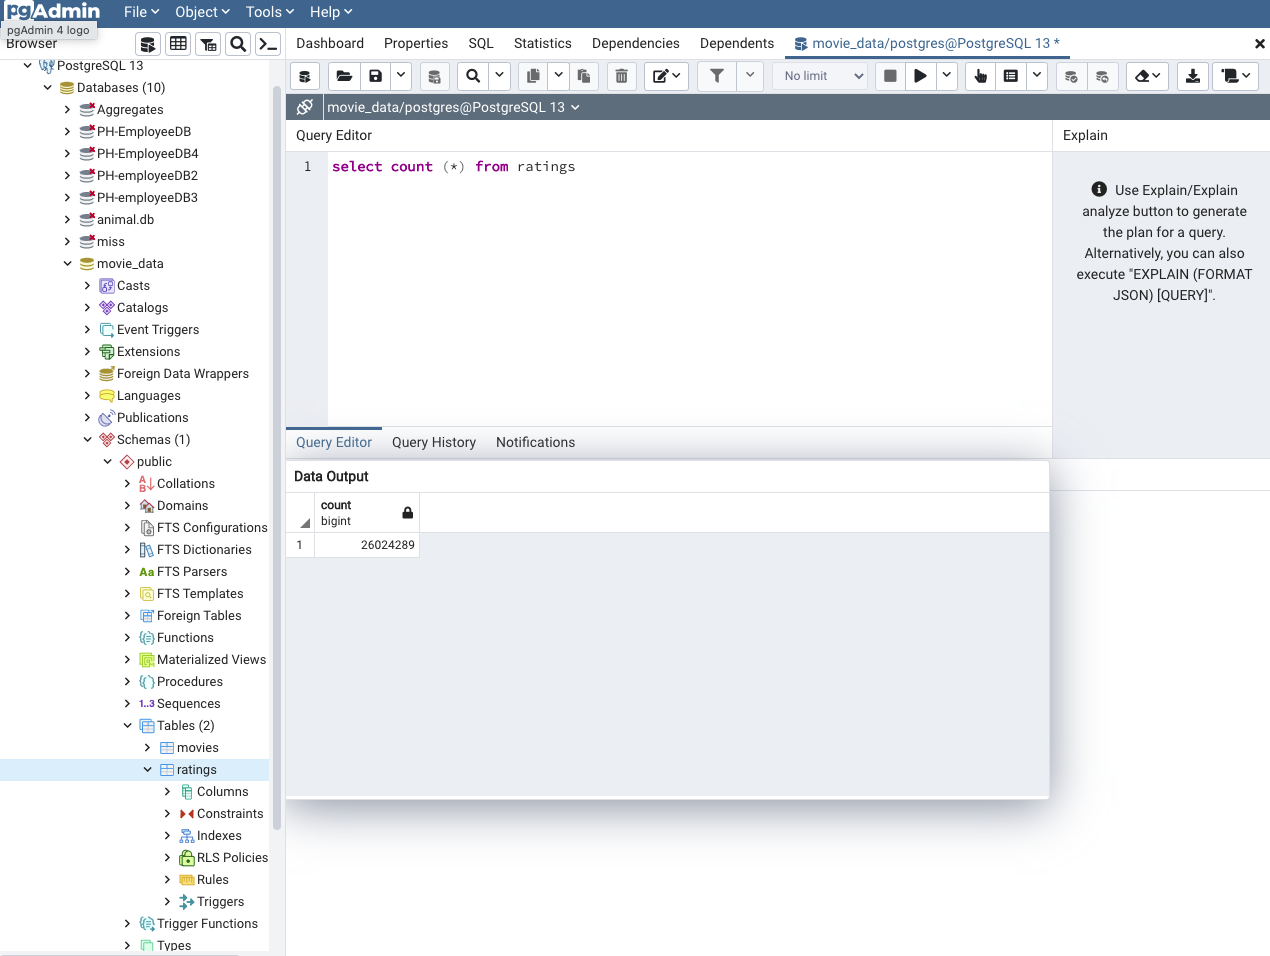 pgAdmin
File
Object
Tools
Help
pgAdmin 4 logo
Browser
Dashboard
Properties
SQL
Statistics
Dependencies
Dependents
movie_data/postgres@PostgreSQL 13 *
PostgreSQL 13
Databases (10)
Aggregates
PH-EmployeeDB
PH-EmployeeDB4
PH-employeeDB2
PH-employeeDB3
animal.db
miss
movie_data
Casts
Catalogs
Event Triggers
Extensions
Foreign Data Wrappers
Languages
Publications
Schemas (1)
public
Collations
Domains
FTS Configurations
FTS Dictionaries
Aa FTS Parsers
FTS Templates
Foreign Tables
Functions
Materialized Views
Procedures
1..3 Sequences
Tables (2)
movies
ratings
Columns
Constraints
Indexes
RLS Policies
Rules
Triggers
Trigger Functions
Types
No limit
movie_data/postgres@PostgreSQL 13
Query Editor
1 select count (*) from ratings
Explain
Use Explain/Explain
analyze button to generate
the plan for a query.
Alternatively, you can also
execute "EXPLAIN (FORMAT
JSON) [QUERY]".
Query Editor
Query History
Notifications
Data Output
count
bigint
1 26024289